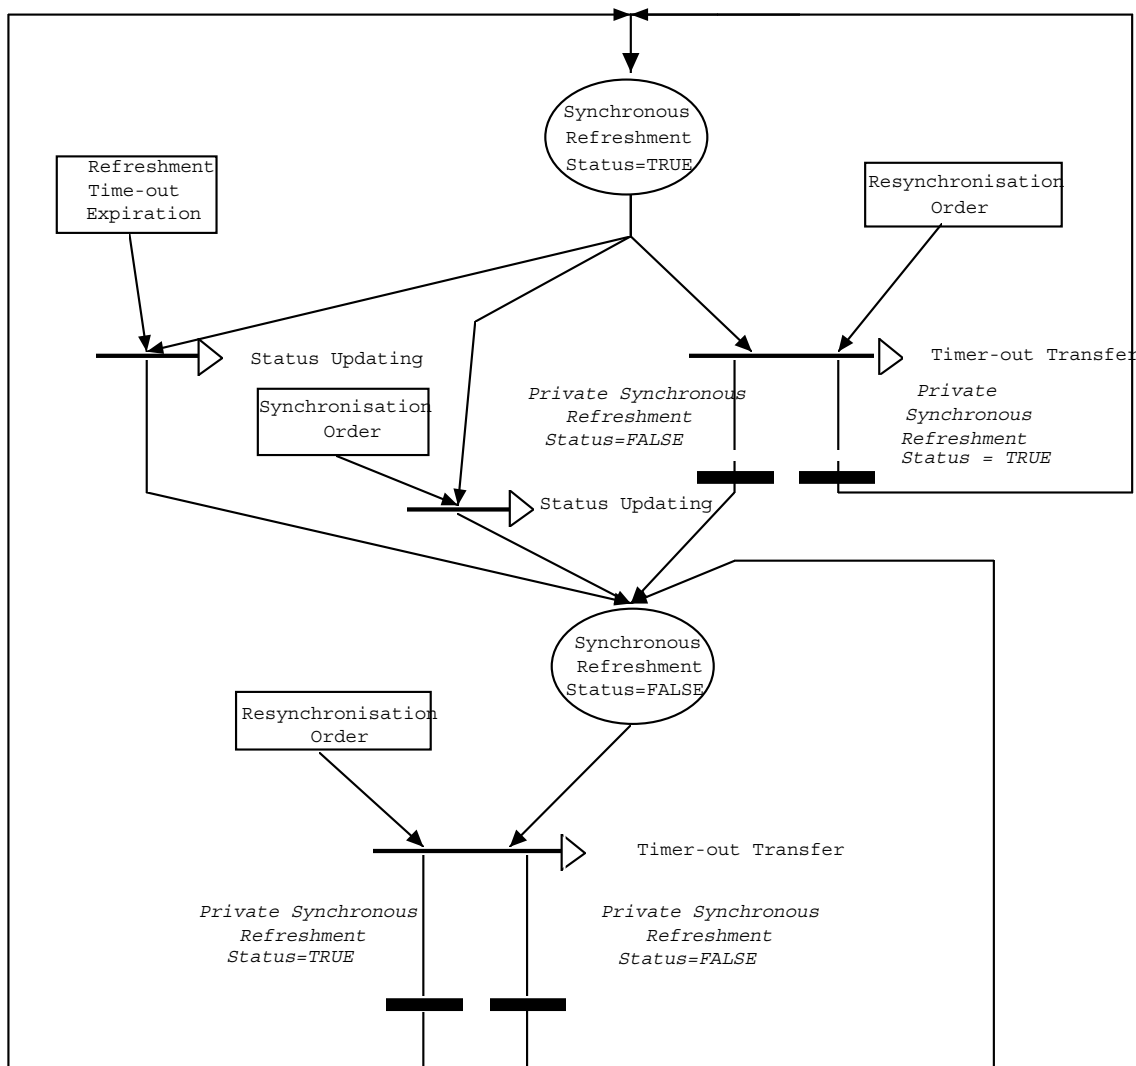 Synchronous
Refreshment
Status=TRUE
Refreshment
Time-out
Expiration
Resynchronisation
Order
Status Updating
Timer-out Transfer
Synchronisation
Order
Private Synchronous
Refreshment
Status=FALSE
Private
Synchronous
Refreshment
Status = TRUE
Status Updating
Synchronous
Refreshment
Status=FALSE
Resynchronisation
Order
Timer-out Transfer
Private Synchronous
Refreshment
Status=TRUE
Private Synchronous
Refreshment
Status=FALSE